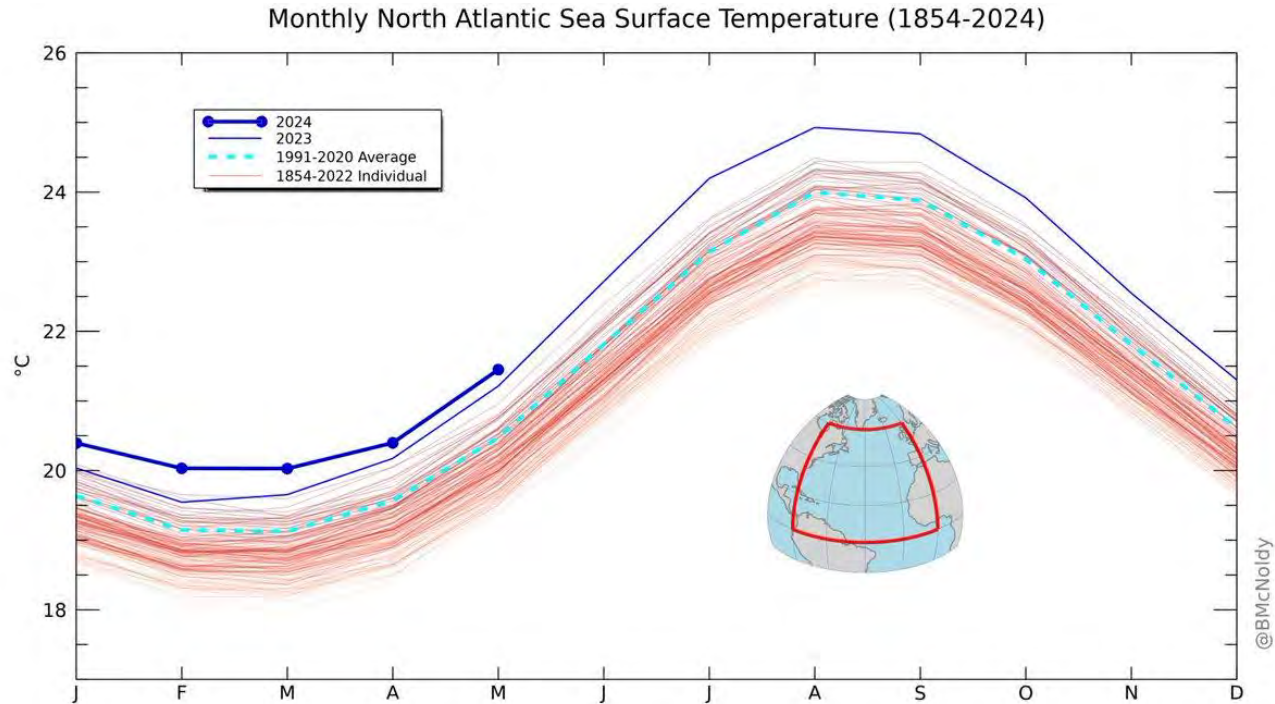 Monthly North Atlantic Sea Surface Temperature (1854-2024)
26
24
22
20
18
°C
2024
2023
1991-2020 Average
1854-2022 Individual
J F M A M J J A S O N D
@BMcNoldy